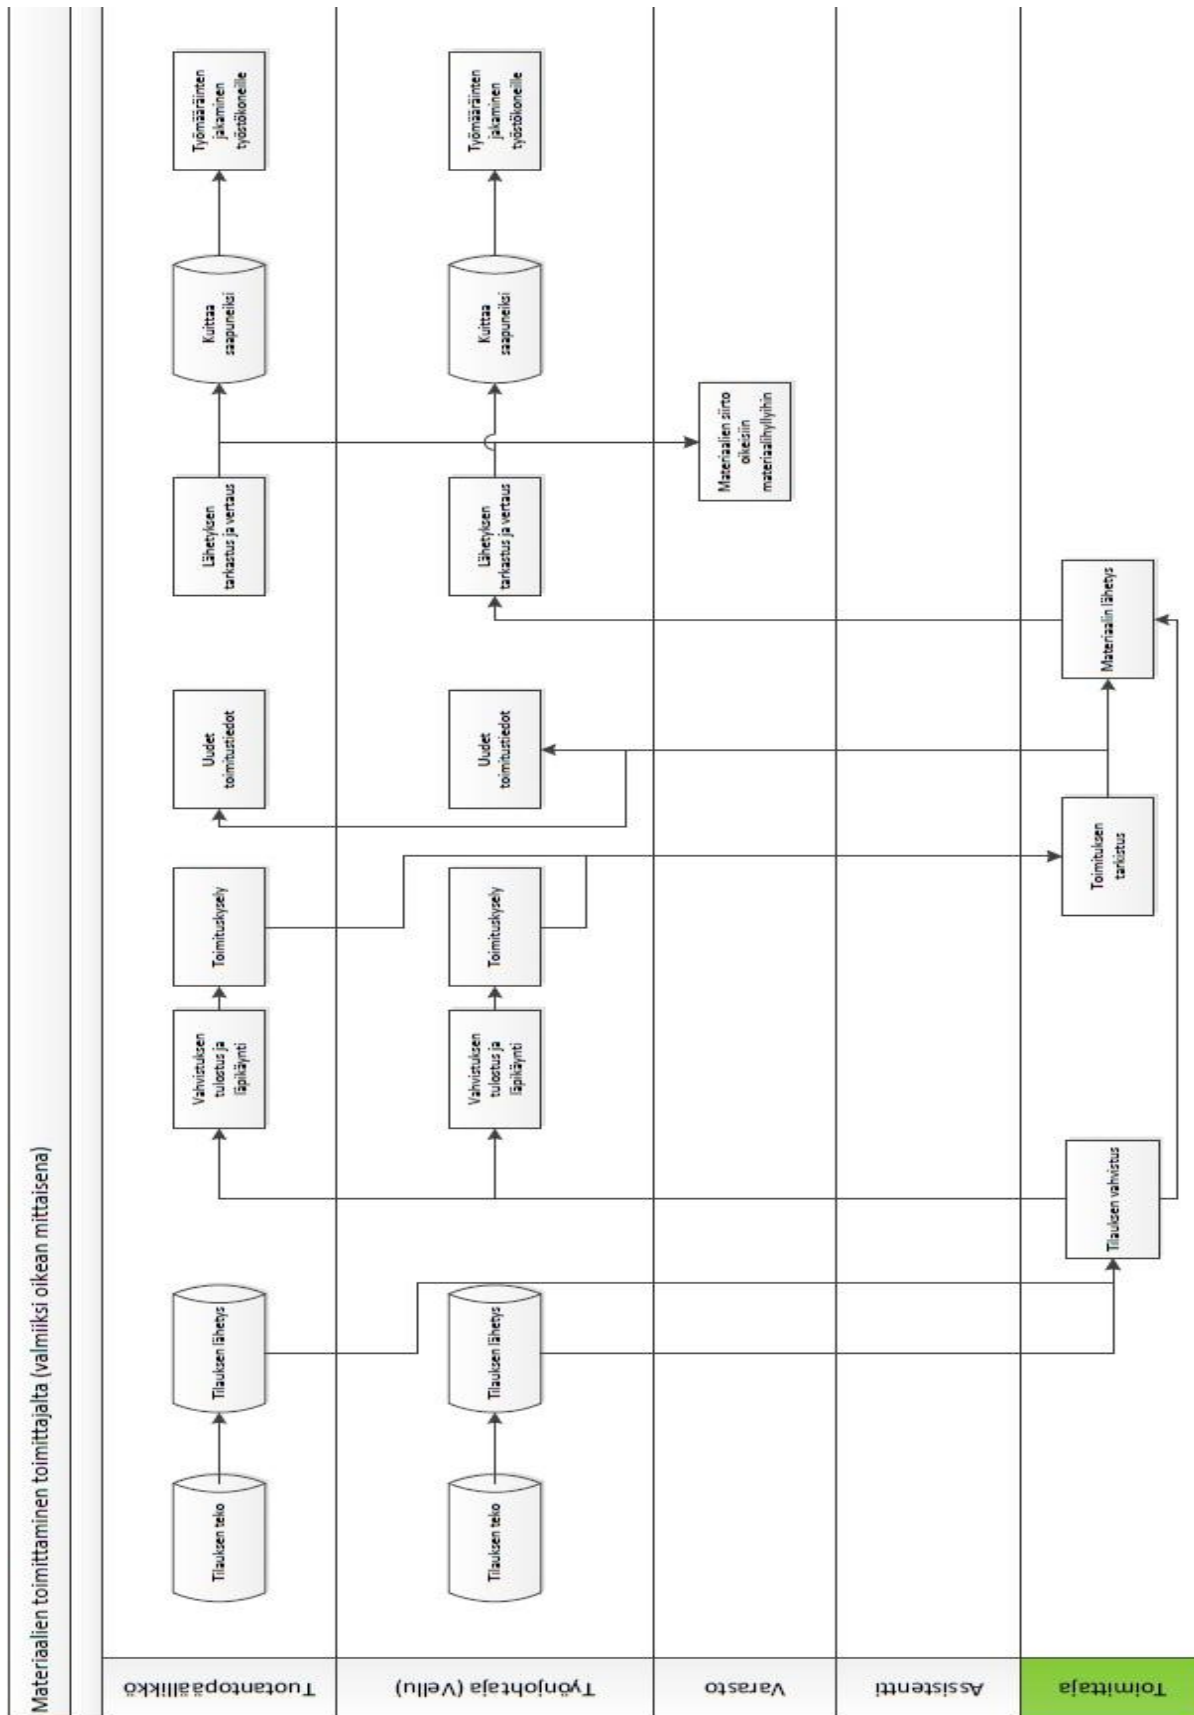 Materiaalien toimittaminen toimittajalta (valmiiksi oikean mittaisena)
Tuotantopäällikkö
Tilauksen teko
Tilauksen lähetys
Vahvistuksen
tulostus ja
läpikäynti
Toimituskysely
Uudet
toimitustiedot
Lähetyksen
tarkastus ja vertaus
Kuittaa
saapuneiksi
Työmääräinten
jakaminen
työstökoneille
Työnjohtaja (Vellu)
Tilauksen teko
Tilauksen lähetys
Vahvistuksen
tulostus ja
läpikäynti
Toimituskysely
Uudet
toimitustiedot
Lähetyksen
tarkastus ja vertaus
Kuittaa
saapuneiksi
Työmääräinten
jakaminen
työstökoneille
Varasto
Materiaalien siirto
oikeisiin
materiaalihyllyihin
Assistentti
Toimittaja
Tilauksen vahvistus
Toimituksen
tarkistus
Materiaalin lähetys